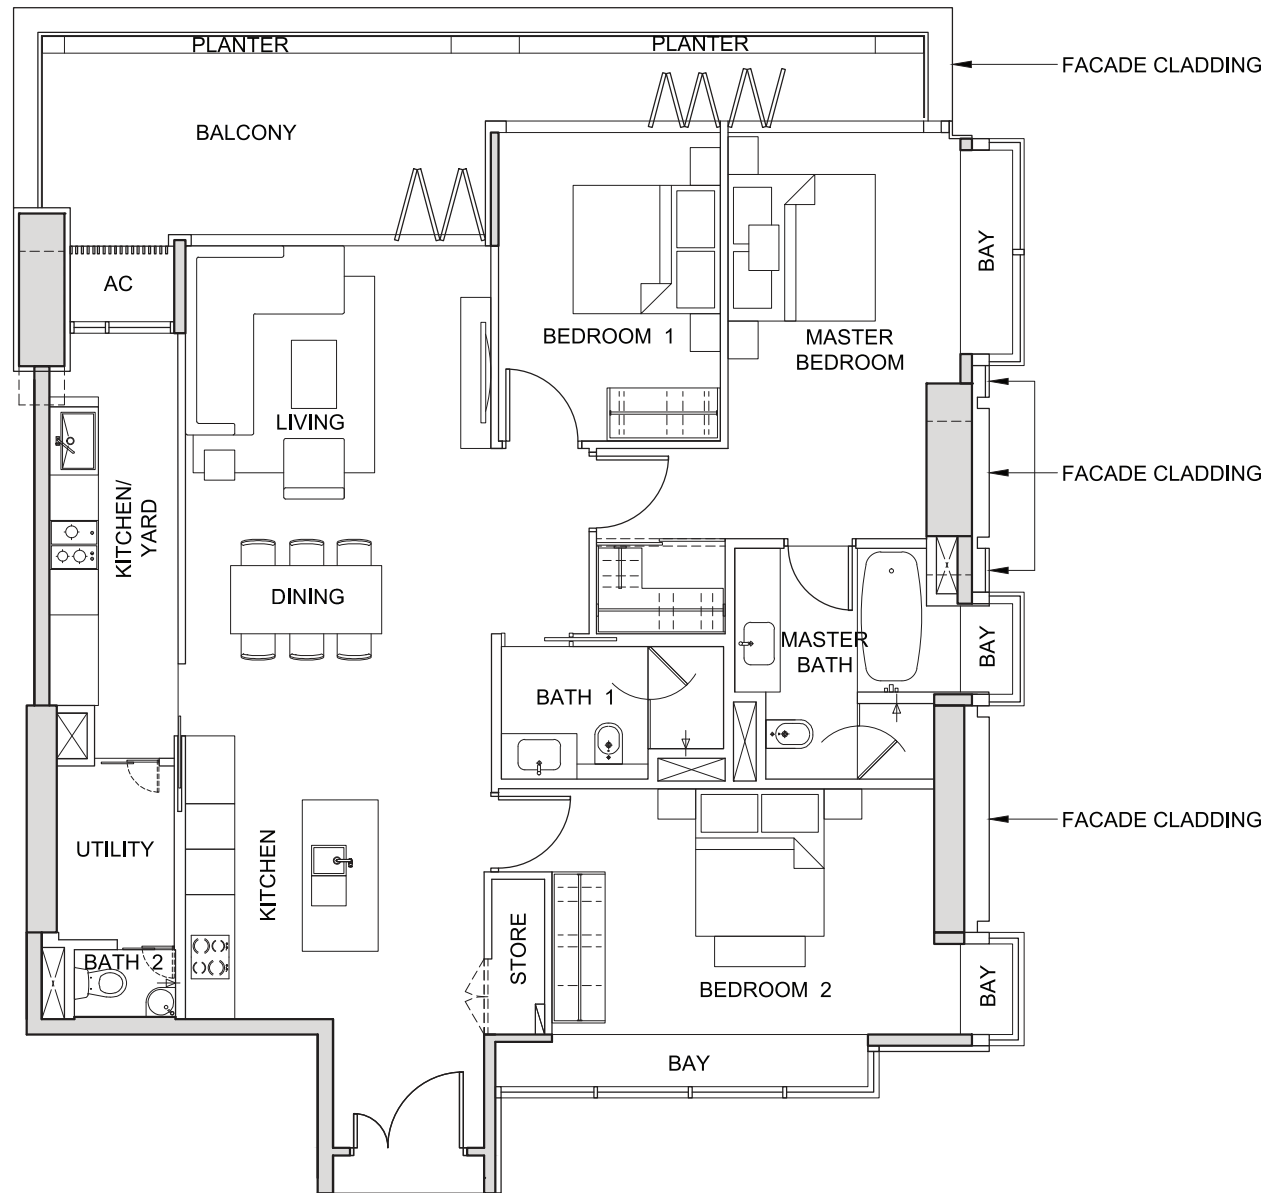 PLANTER
PLANTER
FACADE CLADDING
BALCONY
BAY
AC
BEDROOM 1
MASTER
BEDROOM
LIVING
FACADE CLADDING
KITCHEN/
YARD
DINING
MASTER
BATH
BAY
BATH 1
FACADE CLADDING
UTILITY
KITCHEN
STORE
BATH 2
BEDROOM 2
BAY
BAY